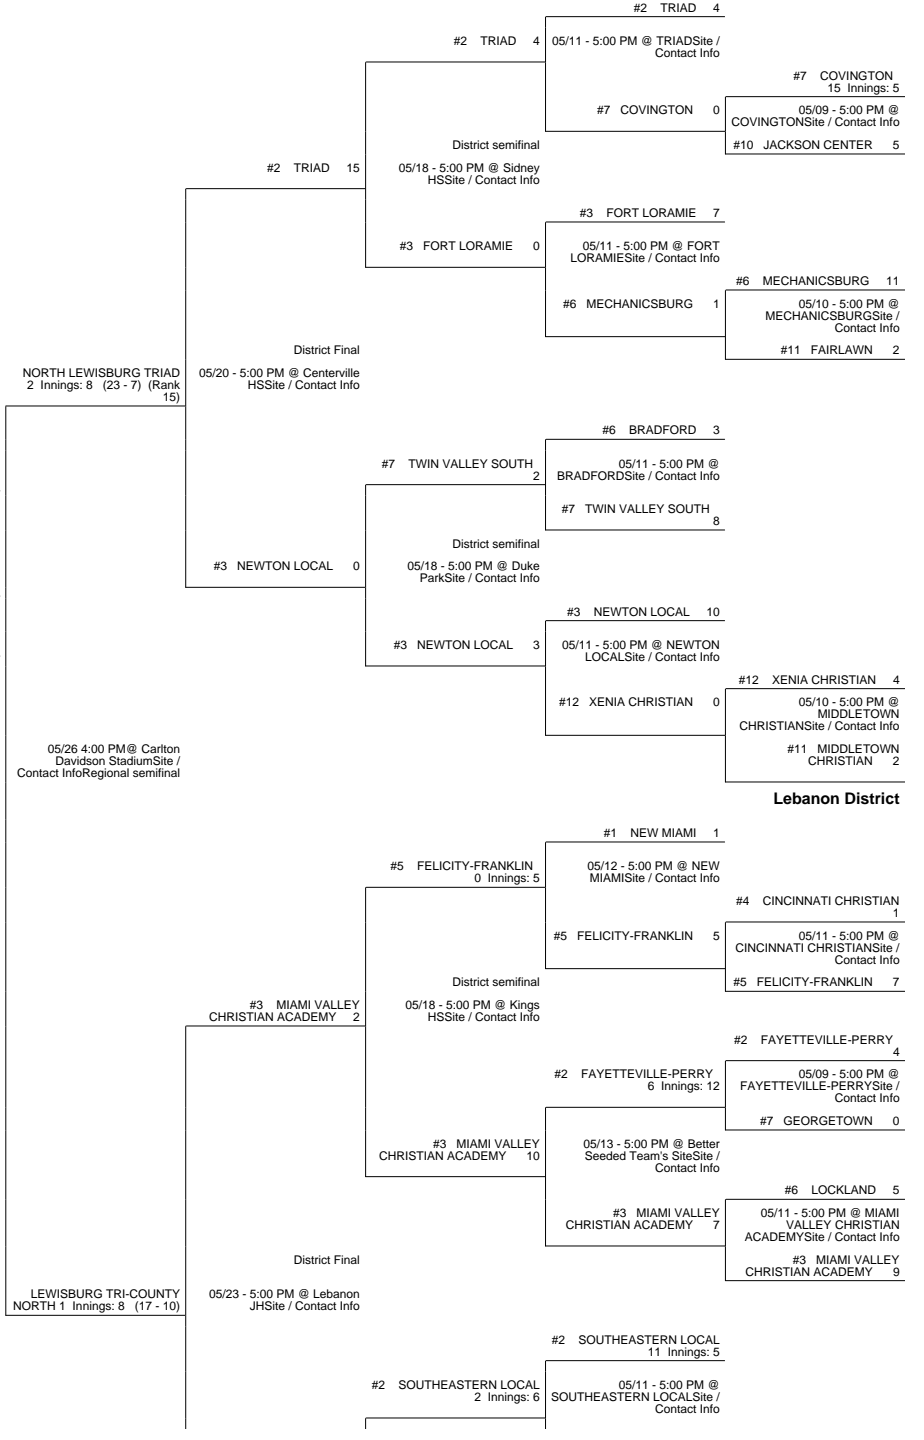 #2 TRIAD 4
#2 TRIAD 4
05/11 - 5:00 PM @ TRIADSite /
Contact Info
#7 COVINGTON
15 Innings: 5
#7 COVINGTON 0
05/09 - 5:00 PM @
COVINGTONSite / Contact Info
#10 JACKSON CENTER 5
District semifinal
#2 TRIAD 15
05/18 - 5:00 PM @ Sidney
HSSite / Contact Info
#3 FORT LORAMIE 7
#3 FORT LORAMIE 0
05/11 - 5:00 PM @ FORT
LORAMIESite / Contact Info
#6 MECHANICSBURG 11
#6 MECHANICSBURG 1
05/10 - 5:00 PM @
MECHANICSBURGSite /
Contact Info
#11 FAIRLAWN 2
District Final
NORTH LEWISBURG TRIAD
2 Innings: 8 (23 - 7) (Rank
15)
05/20 - 5:00 PM @ Centerville
HSSite / Contact Info
#6 BRADFORD 3
#7 TWIN VALLEY SOUTH
2
05/11 - 5:00 PM @
BRADFORDSite / Contact Info
#7 TWIN VALLEY SOUTH
8
District semifinal
#3 NEWTON LOCAL 0
05/18 - 5:00 PM @ Duke
ParkSite / Contact Info
#3 NEWTON LOCAL 10
#3 NEWTON LOCAL 3
05/11 - 5:00 PM @ NEWTON
LOCALSite / Contact Info
#12 XENIA CHRISTIAN 4
#12 XENIA CHRISTIAN 0
05/10 - 5:00 PM @
MIDDLETOWN
CHRISTIANSite / Contact Info
#11 MIDDLETOWN
CHRISTIAN 2
05/26 4:00 PM@ Carlton
Davidson StadiumSite /
Contact InfoRegional semifinal
Lebanon District
#1 NEW MIAMI 1
#5 FELICITY-FRANKLIN
0 Innings: 5
05/12 - 5:00 PM @ NEW
MIAMISite / Contact Info
#4 CINCINNATI CHRISTIAN
1
#5 FELICITY-FRANKLIN 5
05/11 - 5:00 PM @
CINCINNATI CHRISTIANSite /
Contact Info
#5 FELICITY-FRANKLIN 7
District semifinal
#3 MIAMI VALLEY
CHRISTIAN ACADEMY 2
05/18 - 5:00 PM @ Kings
HSSite / Contact Info
#2 FAYETTEVILLE-PERRY
4
#2 FAYETTEVILLE-PERRY
6 Innings: 12
05/09 - 5:00 PM @
FAYETTEVILLE-PERRYSite /
Contact Info
#7 GEORGETOWN 0
#3 MIAMI VALLEY
CHRISTIAN ACADEMY 10
05/13 - 5:00 PM @ Better
Seeded Team's SiteSite /
Contact Info
#6 LOCKLAND 5
#3 MIAMI VALLEY
CHRISTIAN ACADEMY 7
05/11 - 5:00 PM @ MIAMI
VALLEY CHRISTIAN
ACADEMYSite / Contact Info
#3 MIAMI VALLEY
CHRISTIAN ACADEMY 9
District Final
LEWISBURG TRI-COUNTY
NORTH 1 Innings: 8 (17 - 10)
05/23 - 5:00 PM @ Lebanon
JHSite / Contact Info
#2 SOUTHEASTERN LOCAL
11 Innings: 5
#2 SOUTHEASTERN LOCAL
2 Innings: 6
05/11 - 5:00 PM @
SOUTHEASTERN LOCALSite /
Contact Info